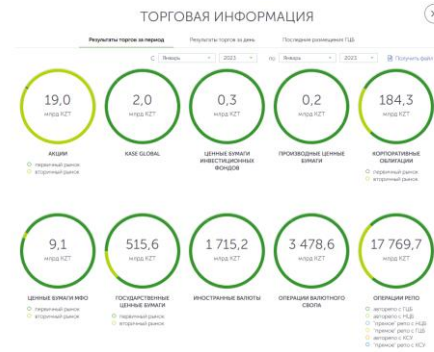 ТОРГОВАЯ ИНФОРМАЦИЯ
Результаты торгов за период
Результаты торгов за день
Последние размещения ГЦБ
С Январь 2023 по Январь 2023 Получить файл
19,0
млрд KZT
2,0
млрд KZT
0,3
млрд KZT
0,2
млрд KZT
184,3
млрд KZT
АКЦИИ
первичный рынок
вторичный рынок
KASE GLOBAL
ЦЕННЫЕ БУМАГИ
ИНВЕСТИЦИОННЫХ
ФОНДОВ
ПРОИЗВОДНЫЕ ЦЕННЫЕ
БУМАГИ
КОРПОРАТИВНЫЕ
ОБЛИГАЦИИ
первичный рынок
вторичный рынок
9,1
млрд KZT
515,6
млрд KZT
1 715,2
млрд KZT
3 478,6
млрд KZT
17 769,7
млрд KZT
ЦЕННЫЕ БУМАГИ МФО
первичный рынок
вторичный рынок
ГОСУДАРСТВЕННЫЕ
ЦЕННЫЕ БУМАГИ
первичный рынок
вторичный рынок
ИНОСТРАННЫЕ ВАЛЮТЫ
ОПЕРАЦИИ ВАЛЮТНОГО
СВОПА
ОПЕРАЦИИ РЕПО
авторепо с ГЦБ
авторепо с НЦБ
"прямое" репо с НЦБ
"прямое" репо с ГЦБ
авторепо с КСУ
"прямое" репо с КСУ